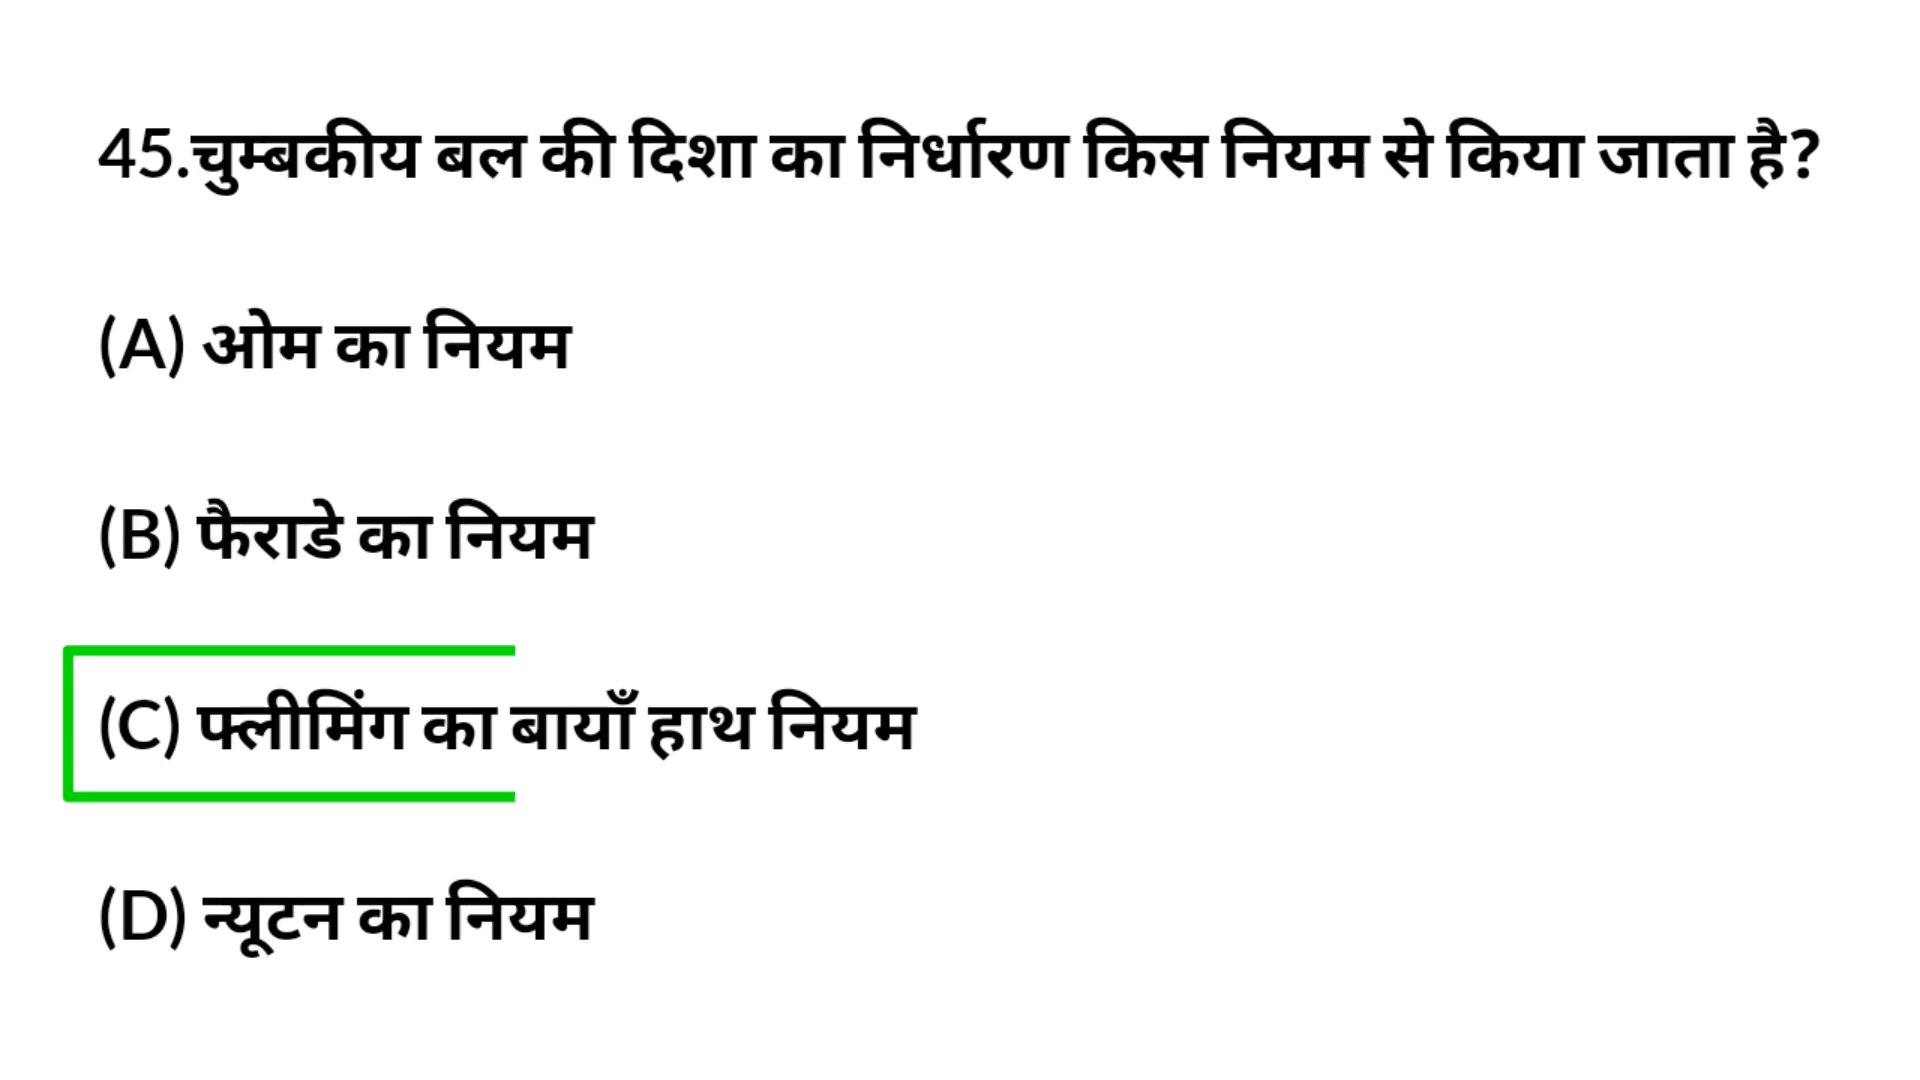 45.चुम्बकीय बल की दिशा का निर्धारण किस नियम से किया जाता है?
(A) ओम का नियम
(B) फैराडे का नियम
(C) फ्लीमिंग का बायाँ हाथ नियम
(D) न्यूटन का नियम